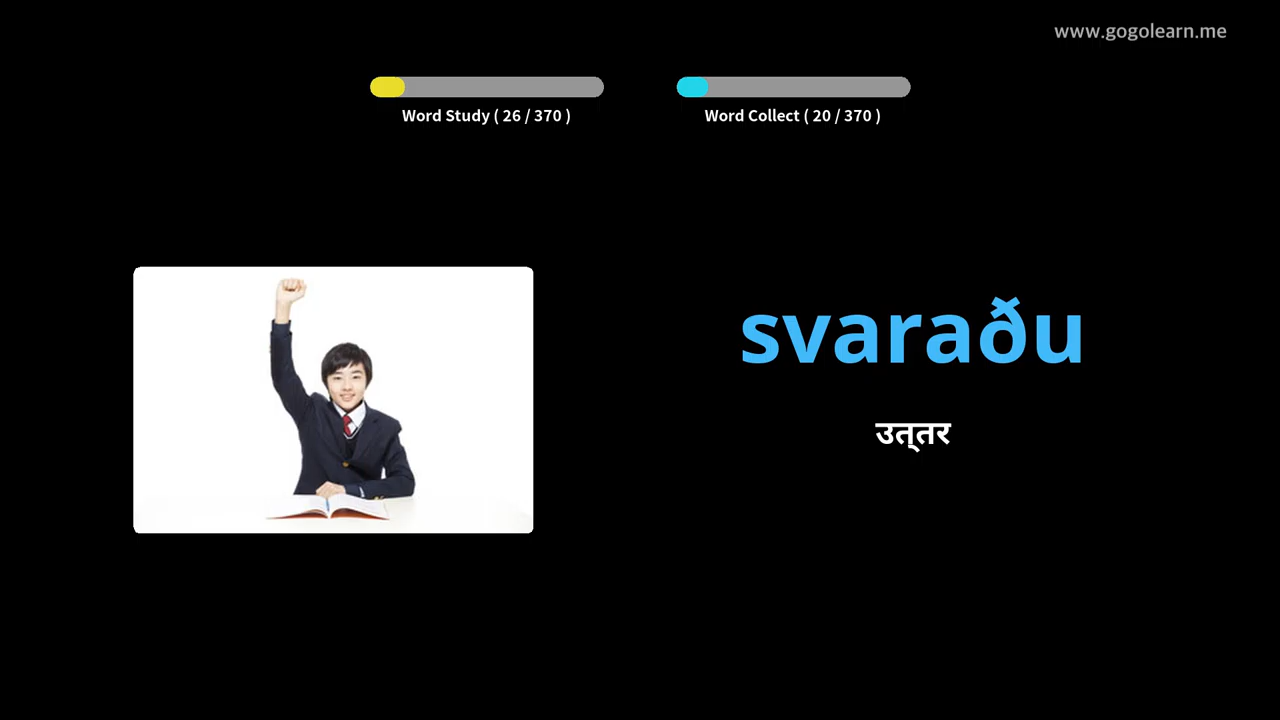 www.gogolearn.me
Word Study ( 26 / 370 )
Word Collect ( 20 / 370 )
svaraðu
उत्तर